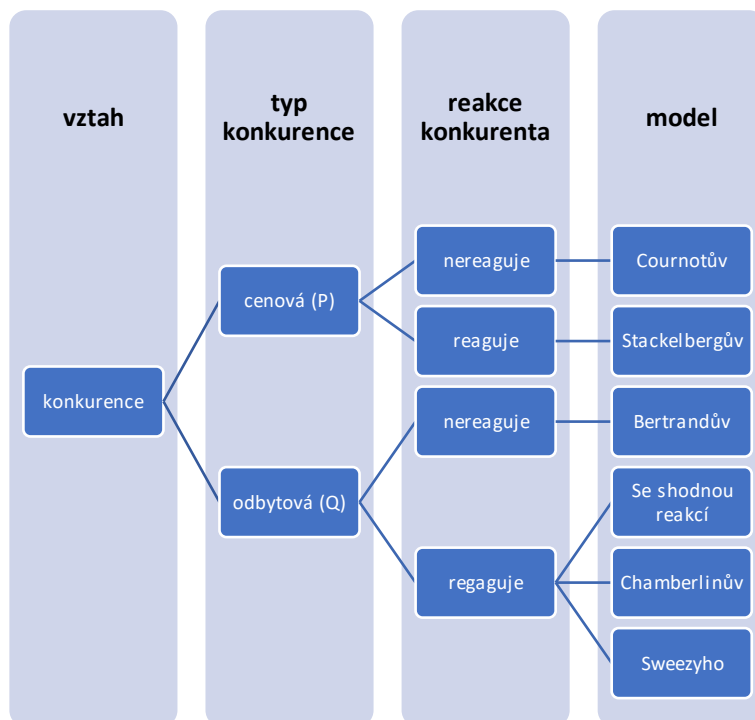 vztah
typ
konkurence
reakce
konkurenta
model
konkurence
cenová (P)
odbytová (Q)
nereaguje
reaguje
nereaguje
regaguje
Cournotův
Stackelbergův
Bertrandův
Se shodnou
reakcí
Chamberlinův
Sweezyho